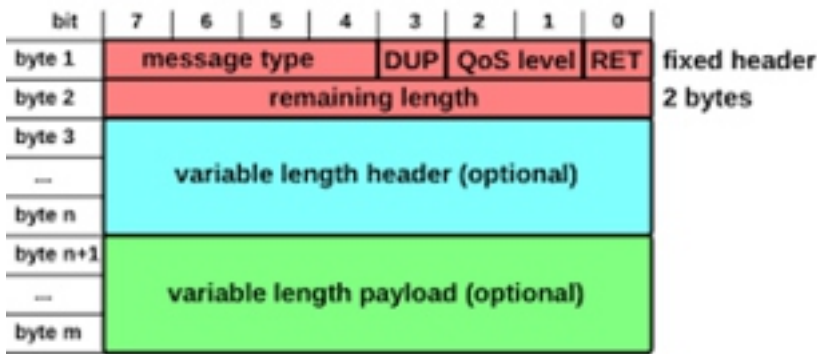 bit 7 6 5 4 3 2 1 0
byte 1 message type DUP QoS level RET fixed header
byte 2 remaining length 2 bytes
byte 3
... variable length header (optional)
byte n
byte n+1
... variable length payload (optional)
byte m